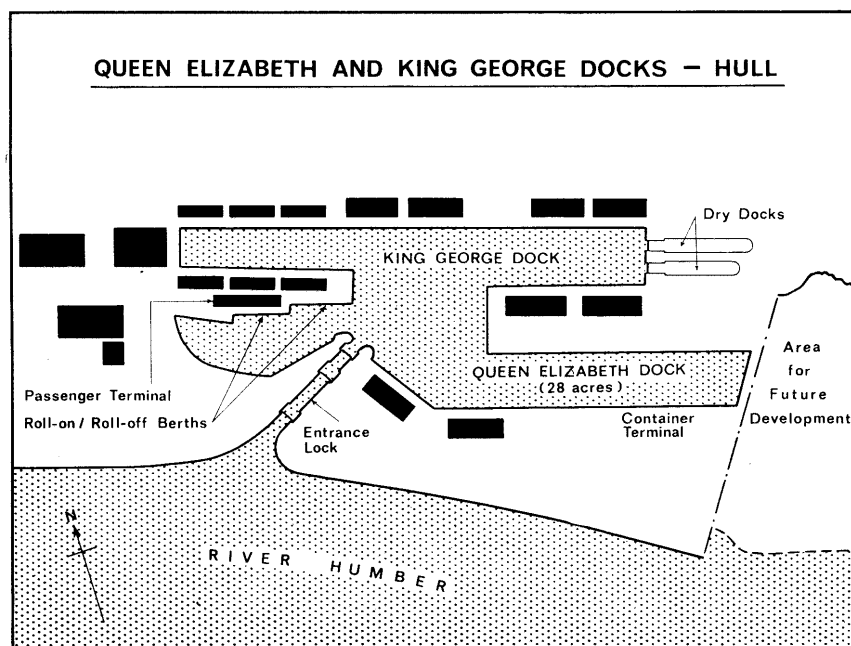 QUEEN ELIZABETH AND KING GEORGE DOCKS – HULL
Dry Docks
KING GEORGE DOCK
Area
for
Future
Development
QUEEN ELIZABETH DOCK
(28 acres)
Passenger Terminal
Roll-on / Roll-off Berths
Container
Terminal
Entrance
Lock
N
RIVER HUMBER